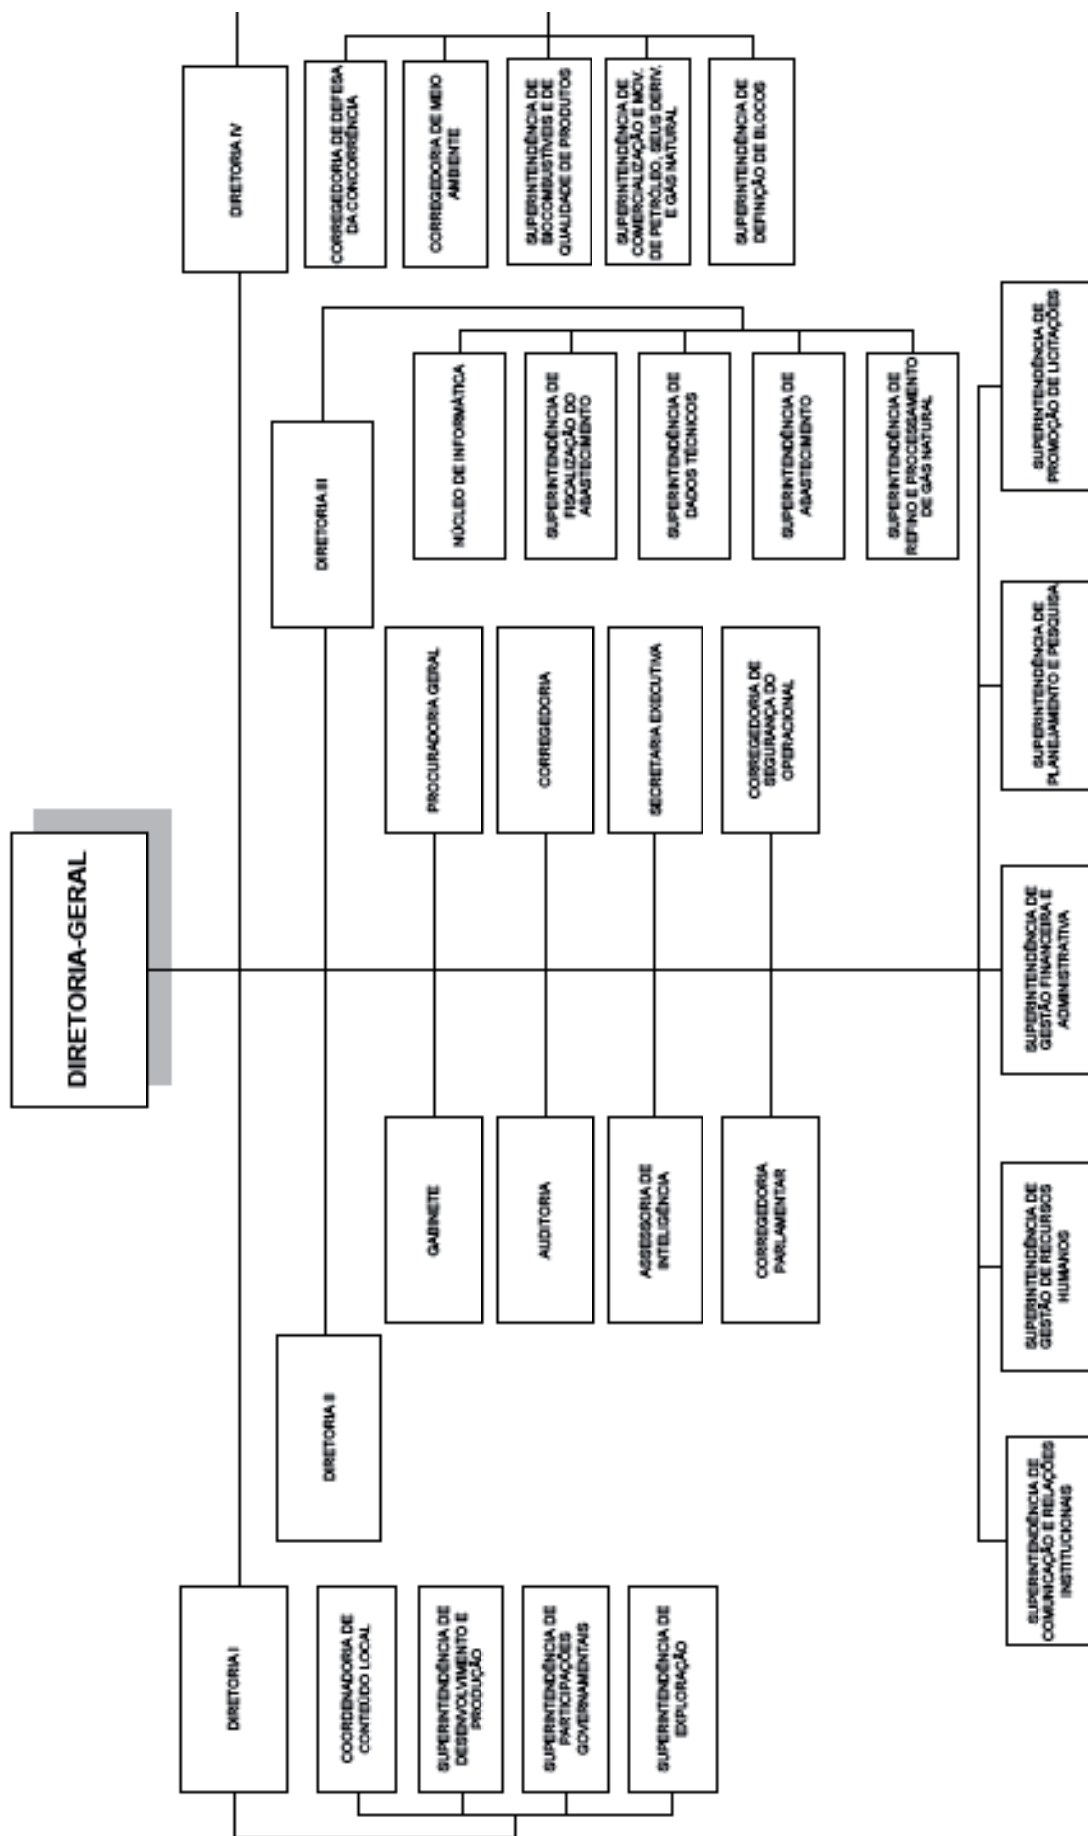 DIRETORIA-GERAL
DIRETORIA I
DIRETORIA IV
DIRETORIA II
DIRETORIA III
COORDENADORIA DE
CONTEÚDO LOCAL
SUPERINTENDÊNCIA DE
DESENVOLVIMENTO E
PRODUÇÃO
SUPERINTENDÊNCIA DE
PARTICIPAÇÕES
GOVERNAMENTAIS
SUPERINTENDÊNCIA DE
EXPLORAÇÃO
GABINETE
PROCURADORIA GERAL
AUDITORIA
CORREGEDORIA
ASSESSORIA DE
INTELIGÊNCIA
SECRETARIA EXECUTIVA
CORREGEDORIA
PARLAMENTAR
CORREGEDORIA DE
SEGURANÇA DO
OPERACIONAL
NÚCLEO DE INFORMÁTICA
SUPERINTENDÊNCIA DE
FISCALIZAÇÃO DO
ABASTECIMENTO
SUPERINTENDÊNCIA DE
DADOS TÉCNICOS
SUPERINTENDÊNCIA DE
ABASTECIMENTO
SUPERINTENDÊNCIA DE
REFINO E PROCESSAMENTO
DE GÁS NATURAL
CORREGEDORIA DE DEFESA
DA CONCORRÊNCIA
CORREGEDORIA DE MEIO
AMBIENTE
SUPERINTENDÊNCIA DE
BIOCOMBUSTÍVEIS E DE
QUALIDADE DE PRODUTOS
SUPERINTENDÊNCIA DE
COMERCIALIZAÇÃO E MOV.
DE PETRÓLEO, SEUS DERIV.
E GÁS NATURAL
SUPERINTENDÊNCIA DE
DEFINIÇÃO DE BLOCOS
SUPERINTENDÊNCIA DE
COMUNICAÇÃO E RELAÇÕES
INSTITUCIONAIS
SUPERINTENDÊNCIA DE
GESTÃO DE RECURSOS
HUMANOS
SUPERINTENDÊNCIA DE
GESTÃO FINANCEIRA E
ADMINISTRATIVA
SUPERINTENDÊNCIA DE
PLANEJAMENTO E PESQUISA
SUPERINTENDÊNCIA DE
PROMOÇÃO DE LICITAÇÕES